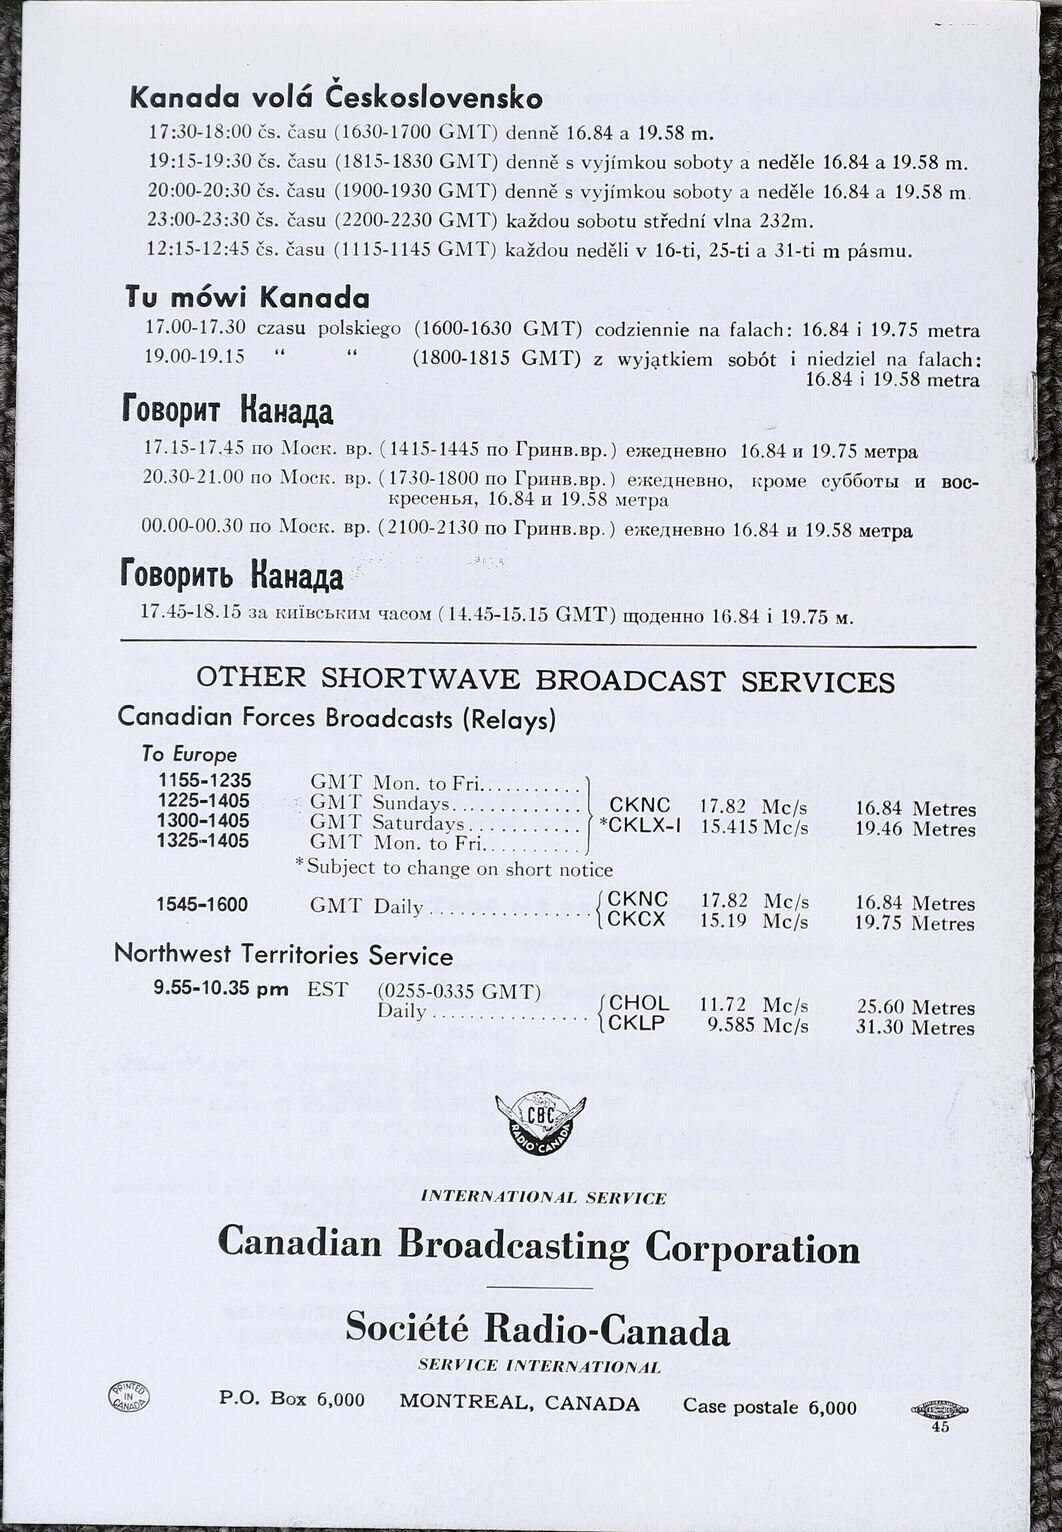 Kanada volá Československo
17:30-18:00 čs. času (1630-1700 GMT) denně 16.84 a 19.58 m.
19:15-19:30 čs. času (1815-1830 GMT) denně s vyjímkou soboty a neděle 16.84 a 19.58 m.
20:00-20:30 čs. času (1900-1930 GMT) denně s vyjímkou soboty a neděle 16.84 a 19.58 m.
23:00-23:30 čs. času (2200-2230 GMT) každou sobotu střední vlna 232m.
12:15-12:45 čs. času (1115-1145 GMT) každou neděli v 16-ti, 25-ti a 31-ti m pásmu.
Tu mówi Kanada
17.00-17.30 czasu polskiego (1600-1630 GMT) codziennie na falach: 16.84 i 19.75 metra
19.00-19.15 “ “ (1800-1815 GMT) z wyjątkiem sobót i niedziel na falach:
16.84 i 19.58 metra
Говорит Канада
17.15-17.45 по Моск. вр. (1415-1445 по Гринв.вр.) ежедневно 16.84 и 19.75 метра
20.30-21.00 по Моск. вр. (1730-1800 по Гринв.вр.) ежедневно, кроме субботы и вос-
кресенья, 16.84 и 19.58 метра
00.00-00.30 по Моск. вр. (2100-2130 по Гринв.вр.) ежедневно 16.84 и 19.58 метра
Говорить Канада
17.45-18.15 за київським часом (14.45-15.15 GMT) щоденно 16.84 і 19.75 м.
OTHER SHORTWAVE BROADCAST SERVICES
Canadian Forces Broadcasts (Relays)
To Europe
1155-1235 GMT Mon. to Fri...........
1225-1405 GMT Sundays.............. CKNC 17.82 Mc/s 16.84 Metres
1300-1405 GMT Saturdays............ *CKLX-I 15.415 Mc/s 19.46 Metres
1325-1405 GMT Mon. to Fri...........
*Subject to change on short notice
1545-1600 GMT Daily................ CKNC 17.82 Mc/s 16.84 Metres
CKCX 15.19 Mc/s 19.75 Metres
Northwest Territories Service
9.55-10.35 pm EST (0255-0335 GMT)
Daily................ CHOL 11.72 Mc/s 25.60 Metres
CKLP 9.585 Mc/s 31.30 Metres
CBC
RADIO CANADA
INTERNATIONAL SERVICE
Canadian Broadcasting Corporation
Société Radio-Canada
SERVICE INTERNATIONAL
PRINTED
IN
CANADA
P.O. Box 6,000 MONTREAL, CANADA Case postale 6,000
45